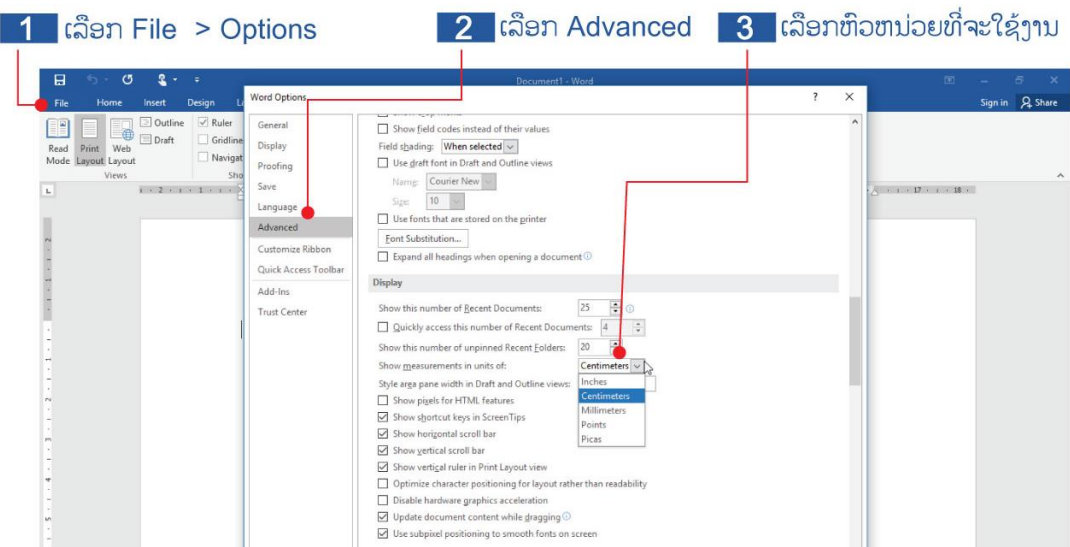 1 ເລືອກ File > Options
2 ເລືອກ Advanced
3 ເລືອກຫົວຫນ່ວຍທີ່ຈະໃຊ້ງານ
Document1 - Word
File Home Insert Design
Sign in Share
Read Mode
Print Layout
Web Layout
Outline
Draft
Views
Ruler
Gridline
Navigat
Sho
L
2 1
17 18
Word Options
? ×
General
Display
Proofing
Save
Language
Advanced
Customize Ribbon
Quick Access Toolbar
Add-Ins
Trust Center
Show field codes instead of their values
Field shading: When selected
Use draft font in Draft and Outline views
Name: Courier New
Size: 10
Use fonts that are stored on the printer
Font Substitution...
Expand all headings when opening a document
Display
Show this number of Recent Documents: 25
Quickly access this number of Recent Documents: 4
Show this number of unpinned Recent Folders: 20
Show measurements in units of: Centimeters
Style area pane width in Draft and Outline views:
Inches
Centimeters
Millimeters
Points
Picas
Show pixels for HTML features
Show shortcut keys in ScreenTips
Show horizontal scroll bar
Show vertical scroll bar
Show vertical ruler in Print Layout view
Optimize character positioning for layout rather than readability
Disable hardware graphics acceleration
Update document content while dragging
Use subpixel positioning to smooth fonts on screen